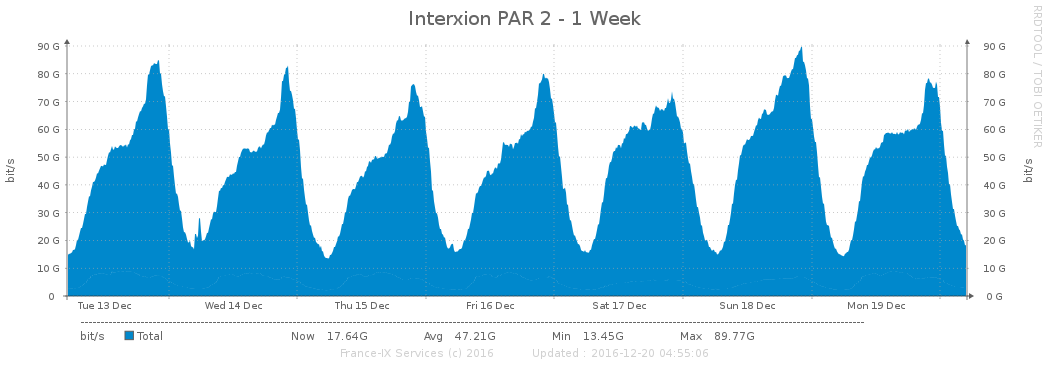 Interxion PAR 2 - 1 Week
RRDTOOL / TOBI OETIKER
bit/s
90 G 90 G
80 G 80 G
70 G 70 G
60 G 60 G
50 G 50 G
40 G 40 G
30 G 30 G
20 G 20 G
10 G 10 G
0 0 G
bit/s
Tue 13 Dec Wed 14 Dec Thu 15 Dec Fri 16 Dec Sat 17 Dec Sun 18 Dec Mon 19 Dec
bit/s Total Now 17.64G Avg 47.21G Min 13.45G Max 89.77G
France-IX Services (c) 2016 Updated : 2016-12-20 04:55:06